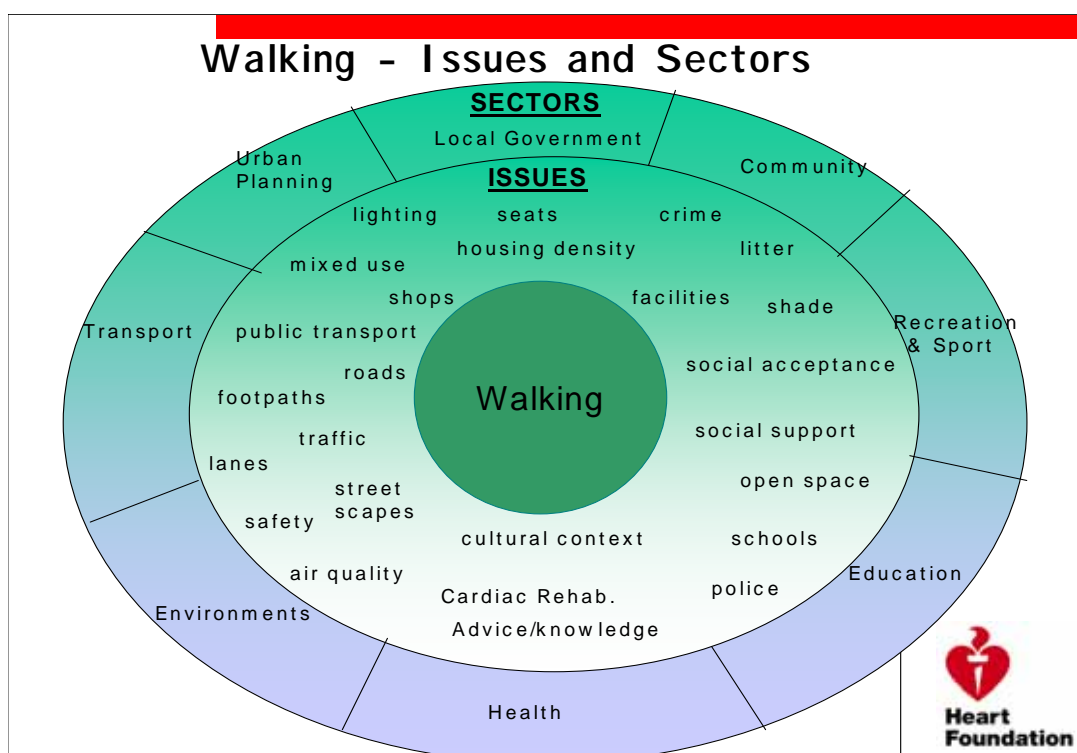 Walking - Issues and Sectors
SECTORS
Local Government
Urban
Planning
Community
ISSUES
lighting
seats
crime
housing density
litter
mixed use
shops
facilities
shade
Transport
public transport
Recreation
& Sport
roads
social acceptance
footpaths
Walking
traffic
social support
lanes
open space
street
scapes
safety
cultural context
schools
air quality
Education
police
Cardiac Rehab.
Environments
Advice/knowledge
Health
Heart
Foundation